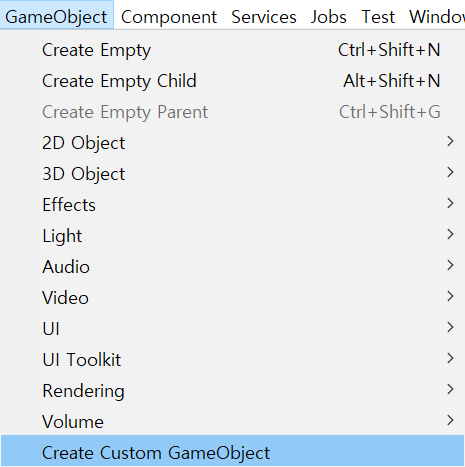 GameObject Component Services Jobs Test Window
Create Empty Ctrl+Shift+N
Create Empty Child Alt+Shift+N
Create Empty Parent Ctrl+Shift+G
2D Object
3D Object
Effects
Light
Audio
Video
UI
UI Toolkit
Rendering
Volume
Create Custom GameObject